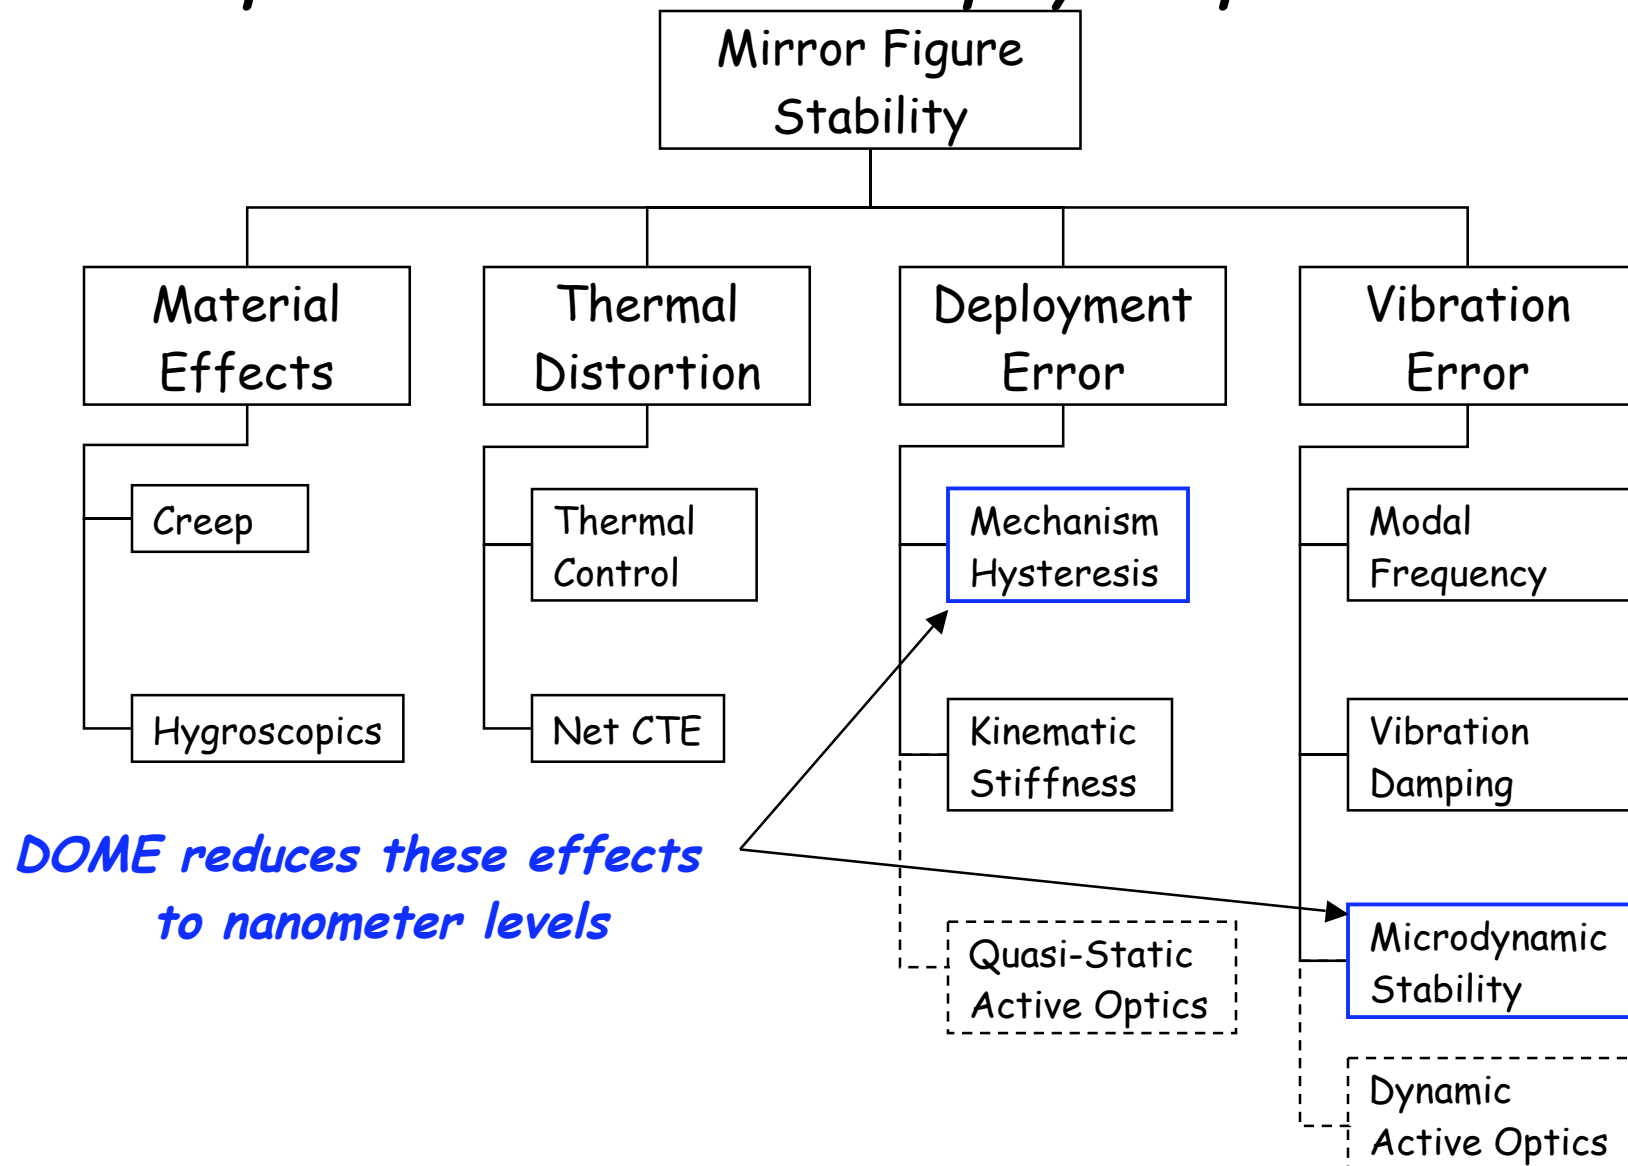 Mirror Figure
Stability
Material
Effects
Thermal
Distortion
Deployment
Error
Vibration
Error
Creep
Hygroscopics
Thermal
Control
Net CTE
Mechanism
Hysteresis
Kinematic
Stiffness
Quasi-Static
Active Optics
Modal
Frequency
Vibration
Damping
Microdynamic
Stability
Dynamic
Active Optics
DOME reduces these effects
to nanometer levels